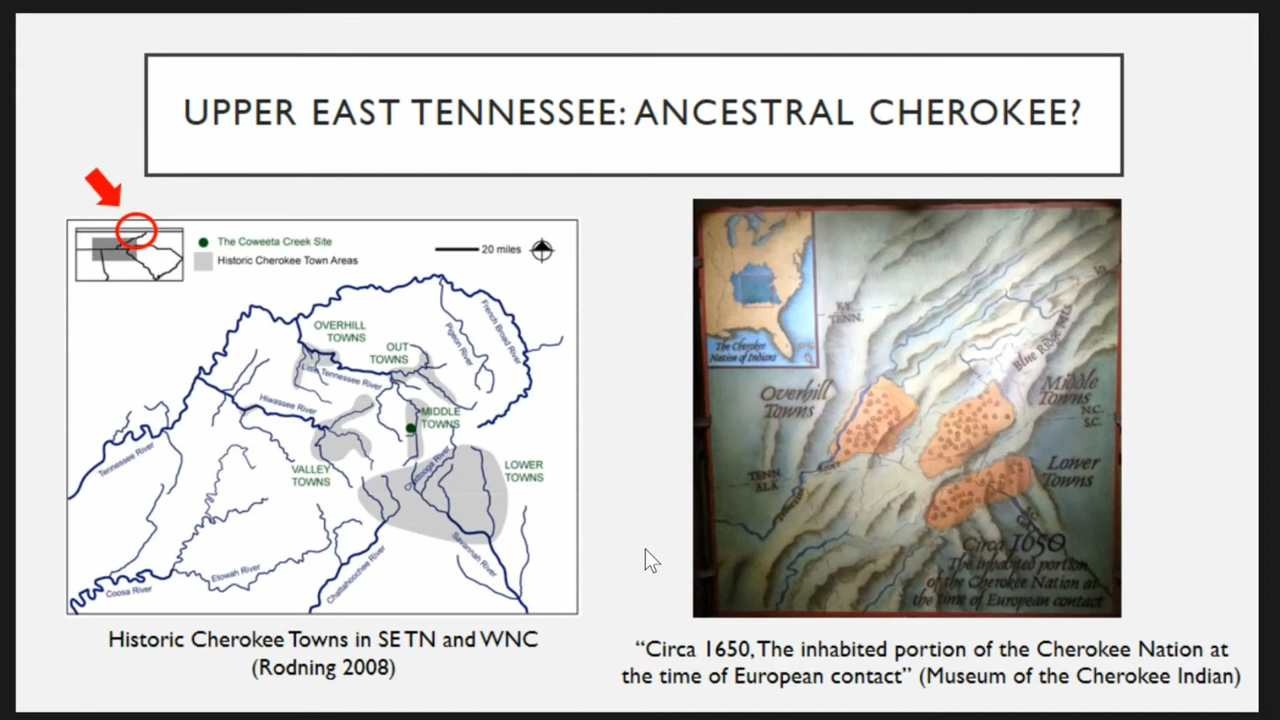 UPPER EAST TENNESSEE: ANCESTRAL CHEROKEE?
The Coweeta Creek Site
Historic Cherokee Town Areas
20 miles
OVERHILL
TOWNS
OUT
TOWNS
Pigeon River
French Broad River
Little Tennessee River
Hiwassee River
MIDDLE
TOWNS
Tennessee River
VALLEY
TOWNS
Chattooga River
LOWER
TOWNS
Savannah River
Chattahoochee River
Etowah River
Coosa River
Historic Cherokee Towns in SETN and WNC
(Rodning 2008)
The Cherokee
Nation of Indians
KY.
TENN.
VA.
Blue Ridge Mts
Overhill
Towns
Middle
Towns
N.C.
S.C.
TENN.
ALA
Lower
Towns
Circa 1650
The inhabited portion
of the Cherokee Nation at
the time of European contact
“Circa 1650, The inhabited portion of the Cherokee Nation at
the time of European contact” (Museum of the Cherokee Indian)